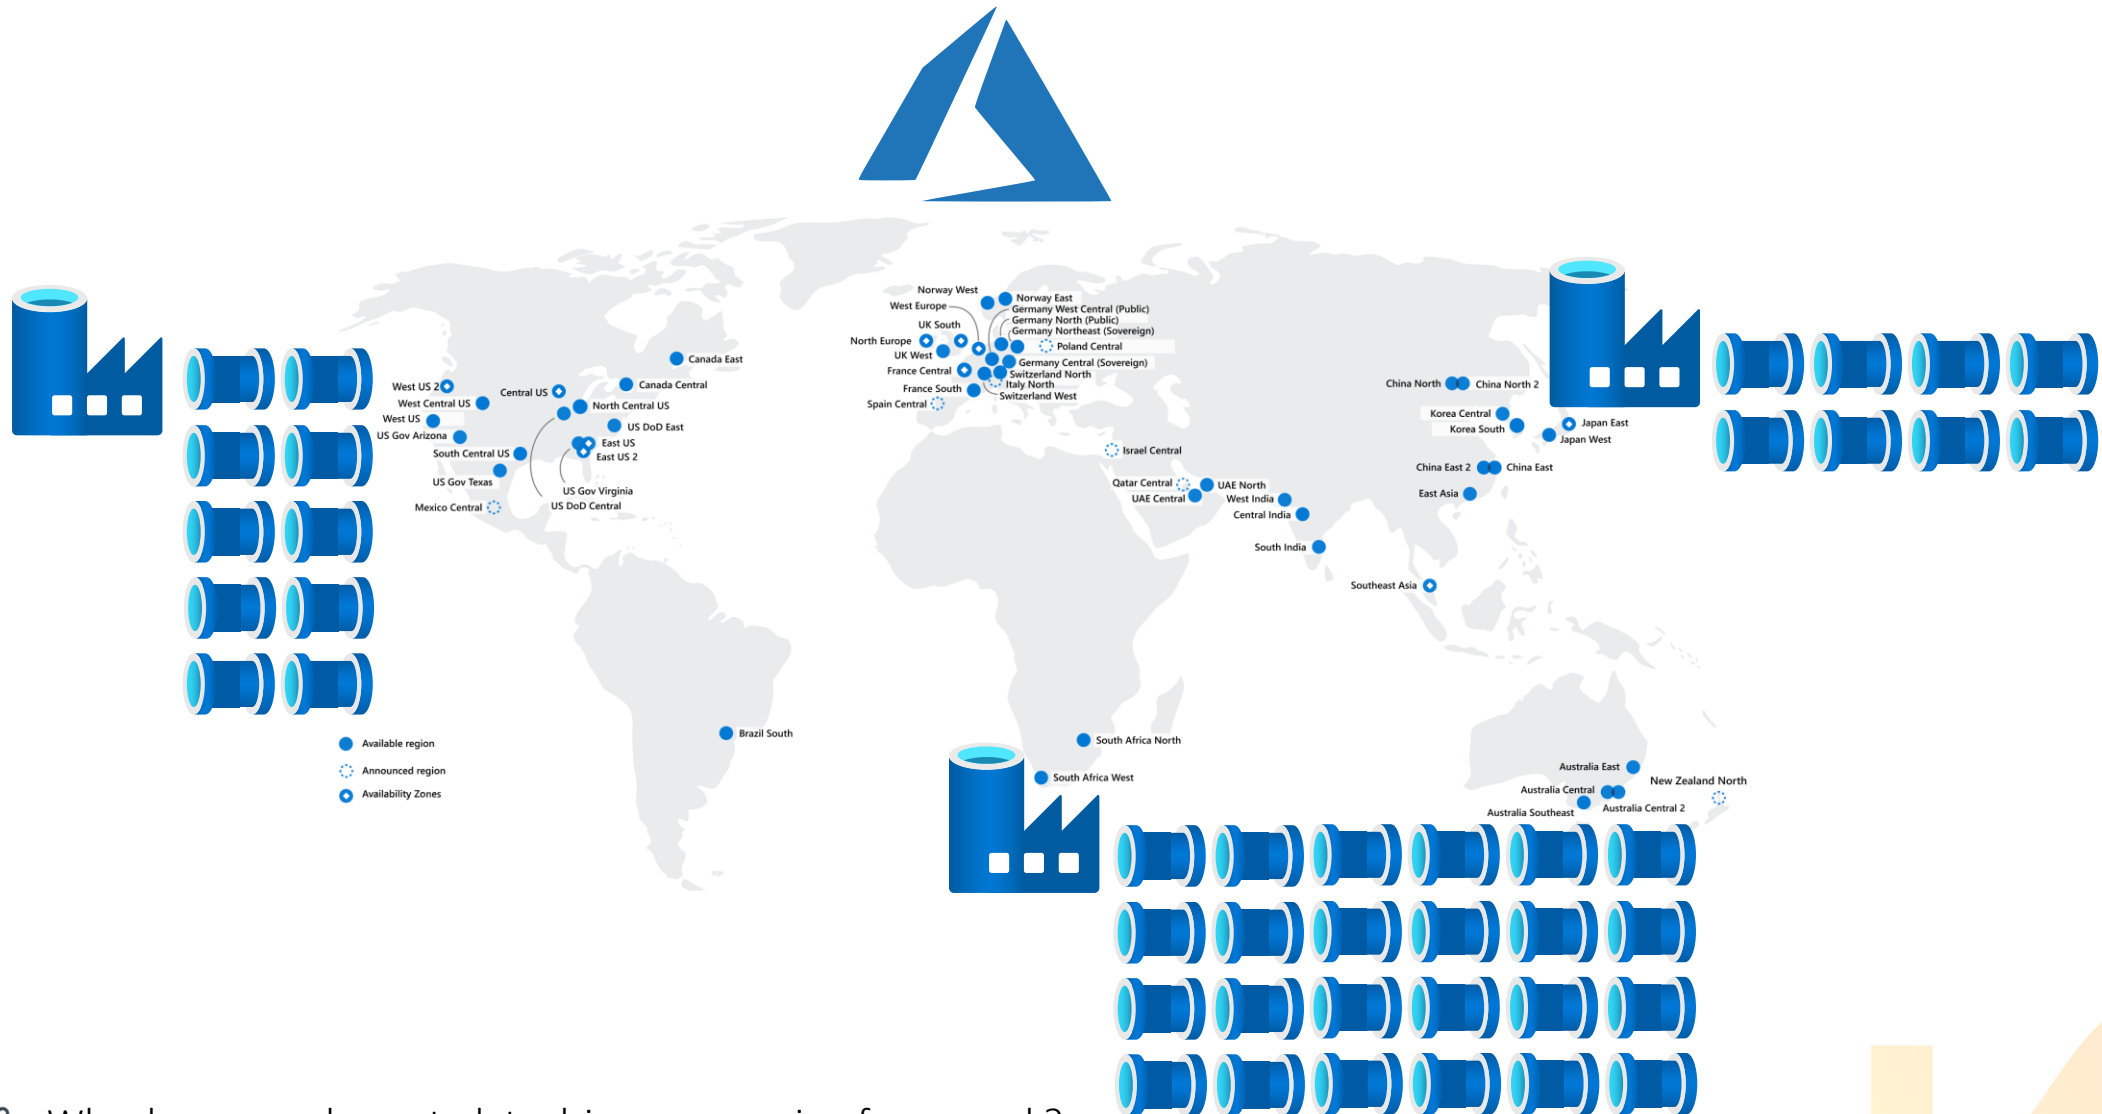 Norway West
Norway East
West Europe
Germany West Central (Public)
Germany North (Public)
UK South
Germany Northeast (Sovereign)
North Europe
Poland Central
UK West
Canada East
Germany Central (Sovereign)
France Central
Switzerland North
West US 2
Canada Central
Italy North
China North
China North 2
Central US
France South
Switzerland West
West Central US
Spain Central
North Central US
Korea Central
West US
Japan East
US DoD East
Korea South
US Gov Arizona
Japan West
East US
South Central US
Israel Central
East US 2
China East 2
China East
US Gov Texas
Qatar Central
UAE North
US Gov Virginia
East Asia
UAE Central
West India
Mexico Central
US DoD Central
Central India
South India
Southeast Asia
Brazil South
South Africa North
Available region
Australia East
Announced region
South Africa West
New Zealand North
Australia Central
Availability Zones
Australia Central 2
Australia Southeast